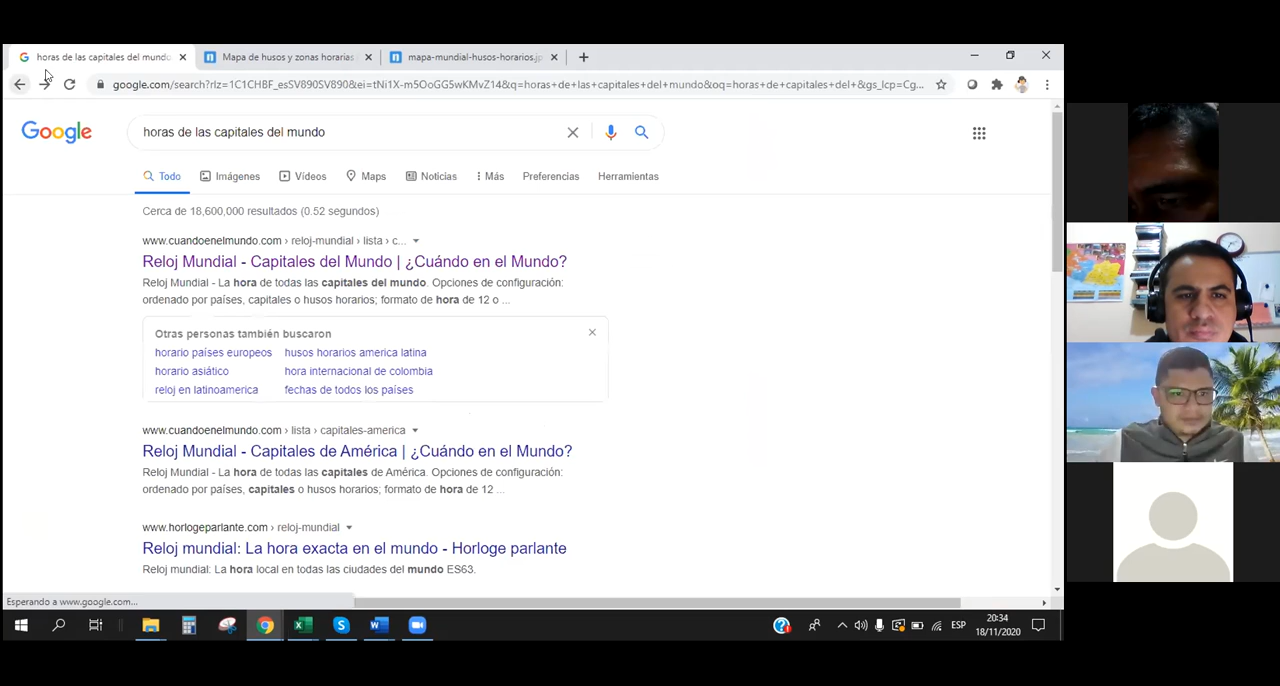 horas de las capitales del mundo
Mapa de husos y zonas horarias
mapa-mundial-husos-horarios.jp
google.com/search?rlz=1C1CHBF_esSV890SV890&ei=tNi1X-m5OoGG5wKMvZ14&q=horas+de+las+capitales+del+mundo&oq=horas+de+capitales+del+&gs_lcp=Cg...
Google
horas de las capitales del mundo
Todo Imágenes Vídeos Maps Noticias Más Preferencias Herramientas
Cerca de 18,600,000 resultados (0.52 segundos)
www.cuandoenelmundo.com › reloj-mundial › lista › c...
Reloj Mundial - Capitales del Mundo | ¿Cuándo en el Mundo?
Reloj Mundial - La hora de todas las capitales del mundo. Opciones de configuración:
ordenado por países, capitales o husos horarios; formato de hora de 12 o ...
Otras personas también buscaron
horario países europeos husos horarios america latina
horario asiático hora internacional de colombia
reloj en latinoamerica fechas de todos los países
www.cuandoenelmundo.com › lista › capitales-america
Reloj Mundial - Capitales de América | ¿Cuándo en el Mundo?
Reloj Mundial - La hora de todas las capitales de América. Opciones de configuración:
ordenado por países, capitales o husos horarios; formato de hora de 12 ...
www.horlogeparlante.com › reloj-mundial
Reloj mundial: La hora exacta en el mundo - Horloge parlante
Reloj mundial: La hora local en todas las ciudades del mundo ES63.
Esperando a www.google.com...
ESP
20:34
18/11/2020